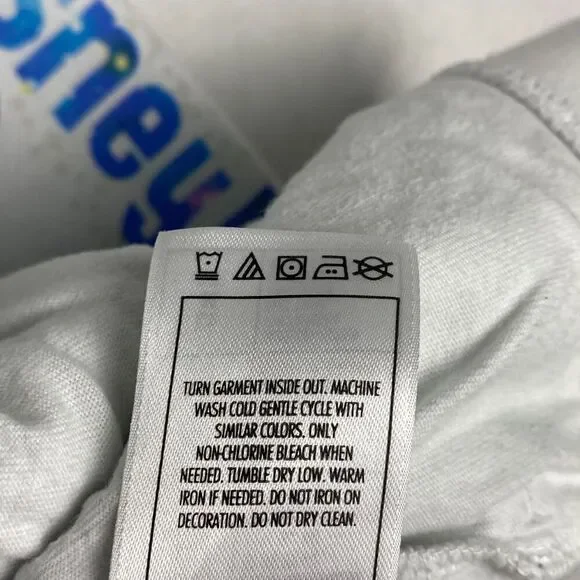 sney
TURN GARMENT INSIDE OUT. MACHINE
WASH COLD GENTLE CYCLE WITH
SIMILAR COLORS. ONLY
NON-CHLORINE BLEACH WHEN
NEEDED. TUMBLE DRY LOW. WARM
IRON IF NEEDED. DO NOT IRON ON
DECORATION. DO NOT DRY CLEAN.